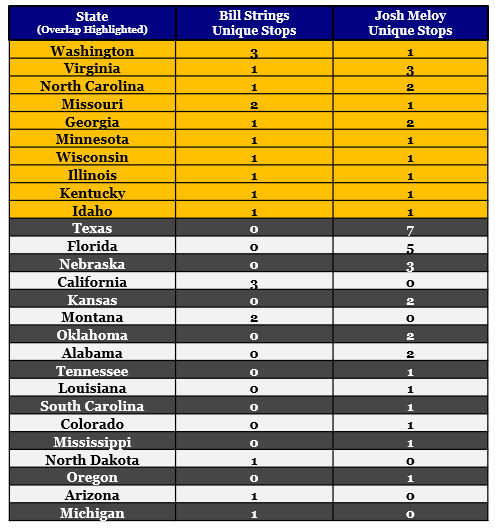 State Bill Strings Josh Meloy
(Overlap Highlighted) Unique Stops Unique Stops
Washington 3 1
Virginia 1 3
North Carolina 1 2
Missouri 2 1
Georgia 1 2
Minnesota 1 1
Wisconsin 1 1
Illinois 1 1
Kentucky 1 1
Idaho 1 1
Texas 0 7
Florida 0 5
Nebraska 0 3
California 3 0
Kansas 0 2
Montana 2 0
Oklahoma 0 2
Alabama 0 2
Tennessee 0 1
Louisiana 0 1
South Carolina 0 1
Colorado 0 1
Mississippi 0 1
North Dakota 1 0
Oregon 0 1
Arizona 1 0
Michigan 1 0